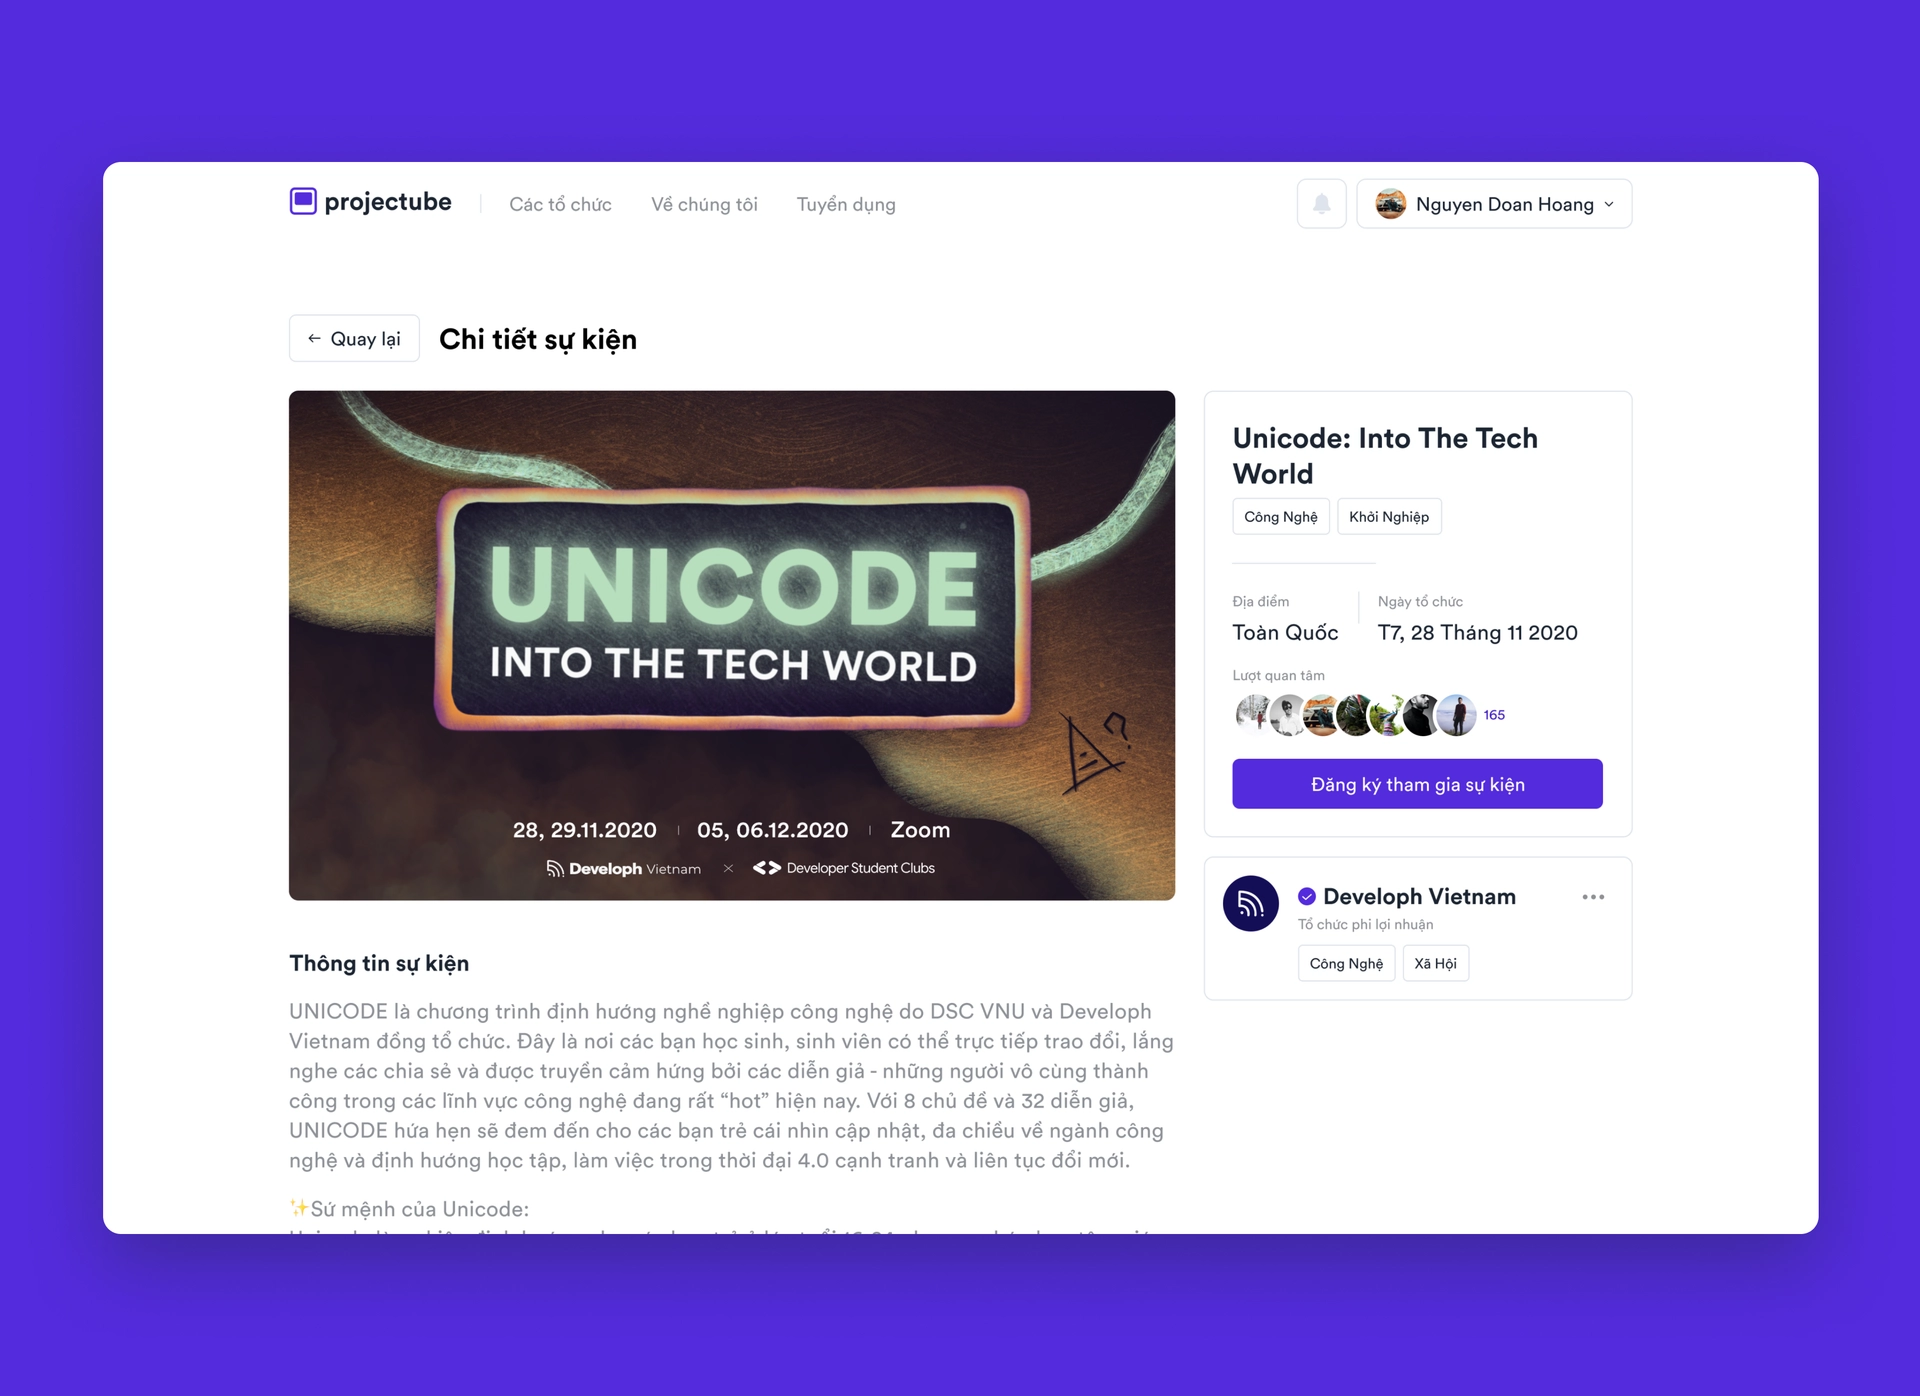 projectube
Các tổ chức
Về chúng tôi
Tuyển dụng
Nguyen Doan Hoang
← Quay lại
Chi tiết sự kiện
UNICODE
INTO THE TECH WORLD
28, 29.11.2020 | 05, 06.12.2020 | Zoom
Developh Vietnam × Developer Student Clubs
Unicode: Into The Tech
World
Công Nghệ
Khởi Nghiệp
Địa điểm
Toàn Quốc
Ngày tổ chức
T7, 28 Tháng 11 2020
Lượt quan tâm
165
Đăng ký tham gia sự kiện
Developh Vietnam
Tổ chức phi lợi nhuận
Công Nghệ
Xã Hội
Thông tin sự kiện
UNICODE là chương trình định hướng nghề nghiệp công nghệ do DSC VNU và Developh
Vietnam đồng tổ chức. Đây là nơi các bạn học sinh, sinh viên có thể trực tiếp trao đổi, lắng
nghe các chia sẻ và được truyền cảm hứng bởi các diễn giả - những người vô cùng thành
công trong các lĩnh vực công nghệ đang rất “hot” hiện nay. Với 8 chủ đề và 32 diễn giả,
UNICODE hứa hẹn sẽ đem đến cho các bạn trẻ cái nhìn cập nhật, đa chiều về ngành công
nghệ và định hướng học tập, làm việc trong thời đại 4.0 cạnh tranh và liên tục đổi mới.
✨Sứ mệnh của Unicode: